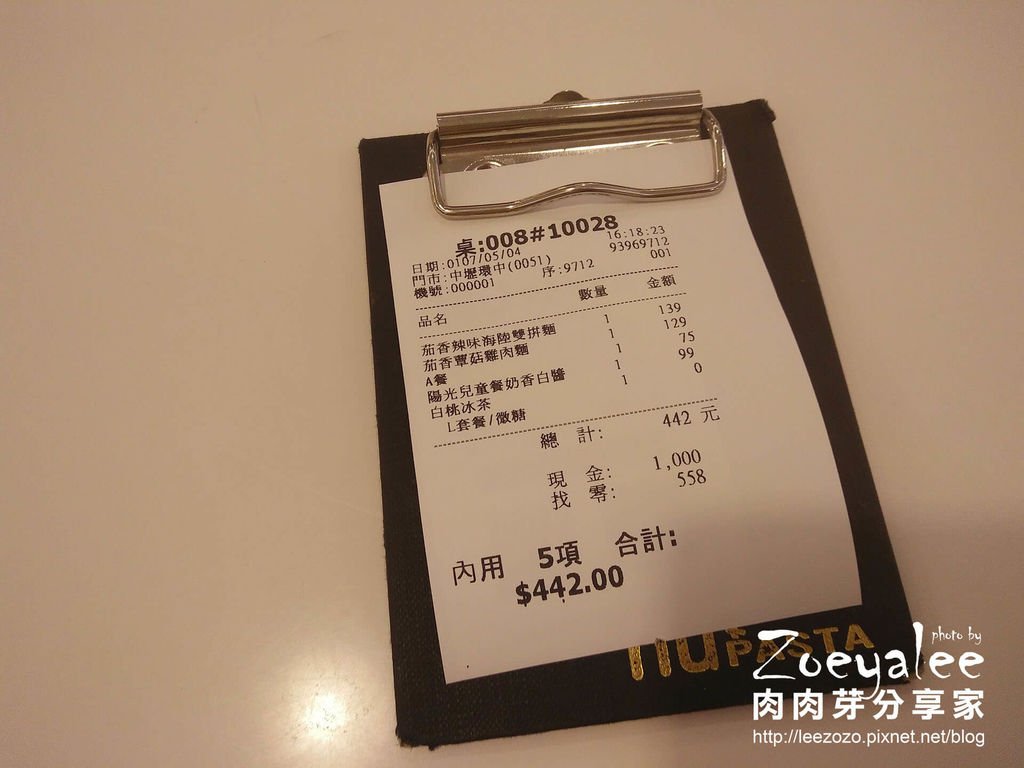 桌:008#10028
日期:0107/05/04 16:18:23
門市:中壢環中(0051) 93969712
機號:000001 序:9712 001
品名 數量 金額
茄香辣味海陸雙拚麵 1 139
茄香蕈菇雞肉麵 1 129
A餐 1 75
陽光兒童餐奶香白醬 1 99
白桃冰茶 1 0
L套餐/微糖
總 計: 442 元
現 金: 1,000
找 零: 558
內用 5項 合計:
$442.00
nu PASTA
photo by
Zoeyalee
肉肉芽分享家
http://leezozo.pixnet.net/blog